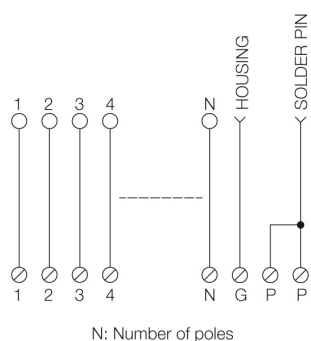 HOUSING
SOLDER PIN
1 2 3 4 N
1 2 3 4 N G P P
N: Number of poles